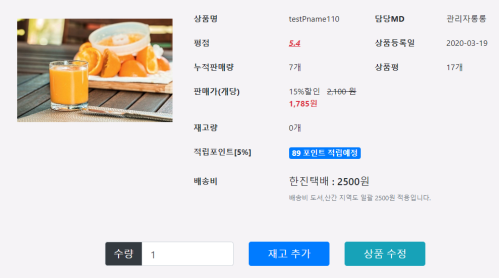 상품명 testPname110 담당MD 관리자통통
평점 5.4 상품등록일 2020-03-19
누적판매량 7개 상품평 17개
판매가(개당) 15%할인 2,100 원
1,785원
재고량 0개
적립포인트[5%] 89 포인트 적립예정
배송비 한진택배 : 2500원
배송비 도서,산간 지역도 일괄 2500원 적용입니다.
수량 1 재고 추가 상품 수정